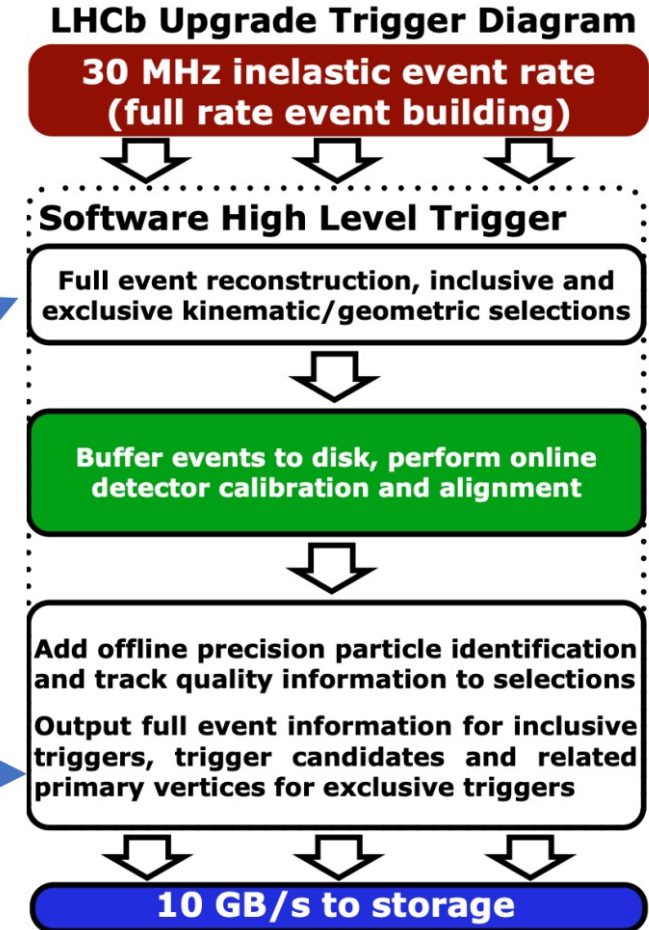 LHCb Upgrade Trigger Diagram
30 MHz inelastic event rate
(full rate event building)
Software High Level Trigger
Full event reconstruction, inclusive and
exclusive kinematic/geometric selections
Buffer events to disk, perform online
detector calibration and alignment
Add offline precision particle identification
and track quality information to selections
Output full event information for inclusive
triggers, trigger candidates and related
primary vertices for exclusive triggers
10 GB/s to storage